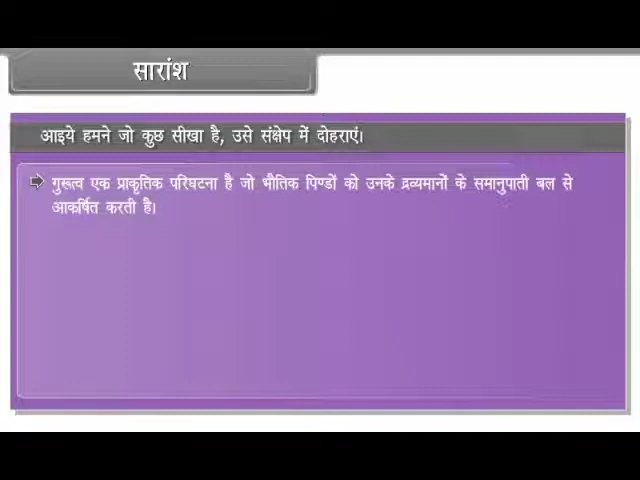 सारांश
आइये हमने जो कुछ सीखा है, उसे संक्षेप में दोहराएं।
गुरूत्व एक प्राकृतिक परिघटना है जो भौतिक पिण्डों को उनके द्रव्यमानों के समानुपाती बल से
आकर्षित करती है।